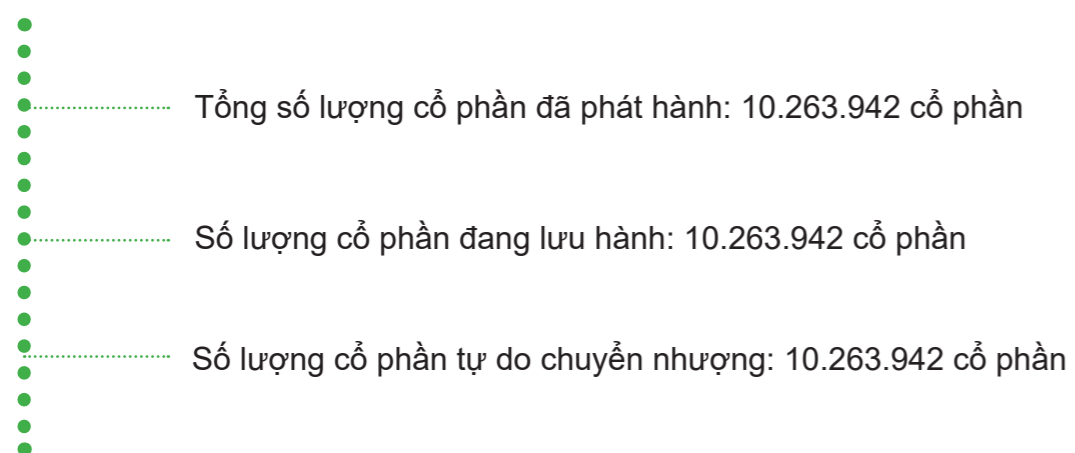 Tổng số lượng cổ phần đã phát hành: 10.263.942 cổ phần
Số lượng cổ phần đang lưu hành: 10.263.942 cổ phần
Số lượng cổ phần tự do chuyển nhượng: 10.263.942 cổ phần